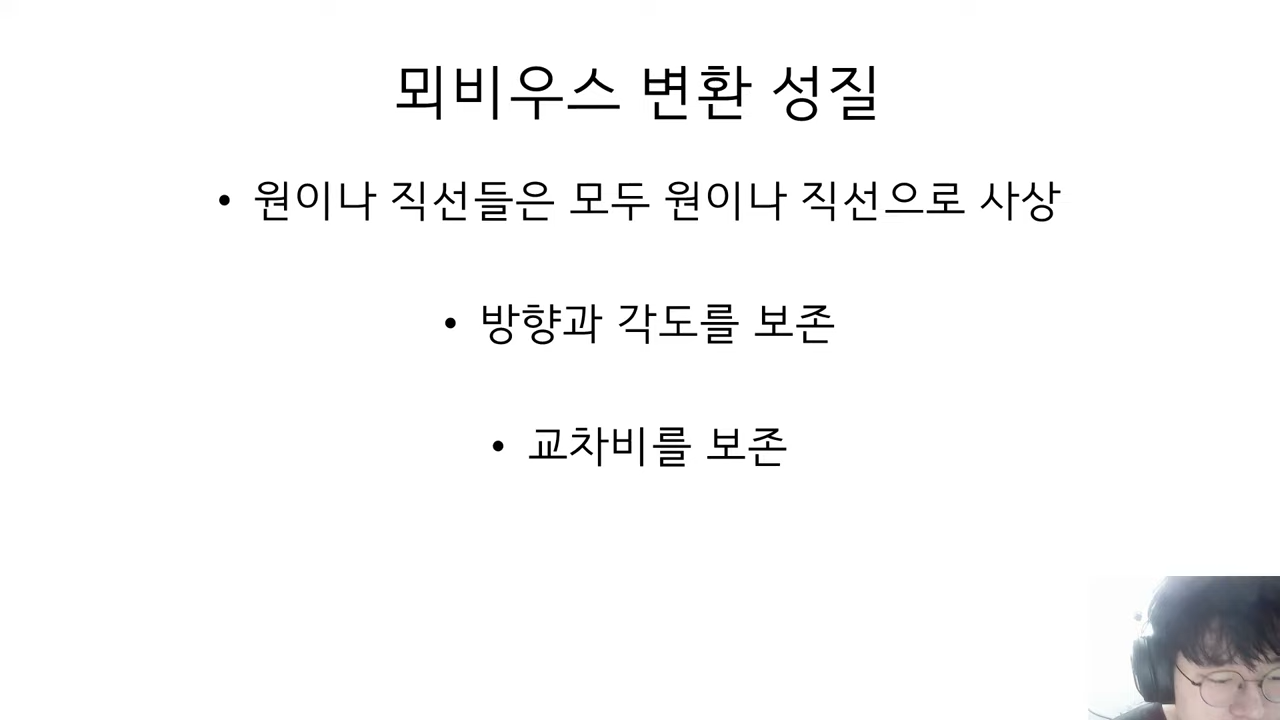 뫼비우스 변환 성질
• 원이나 직선들은 모두 원이나 직선으로 사상
• 방향과 각도를 보존
• 교차비를 보존